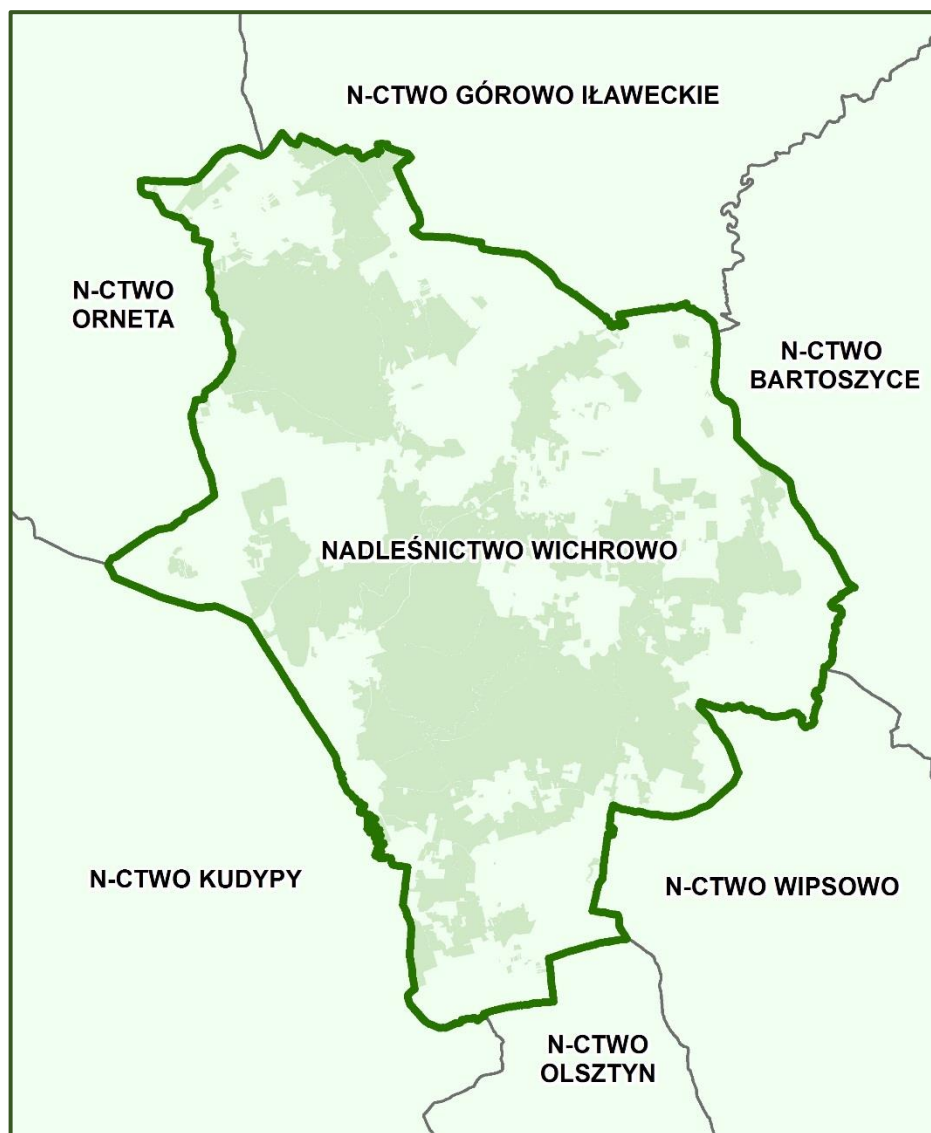 N-CTWO GÓROWO IŁAWECKIE
N-CTWO
ORNETA
N-CTWO
BARTOSZYCE
NADLEŚNICTWO WICHROWO
N-CTWO KUDYPY
N-CTWO WIPSOWO
N-CTWO
OLSZTYN